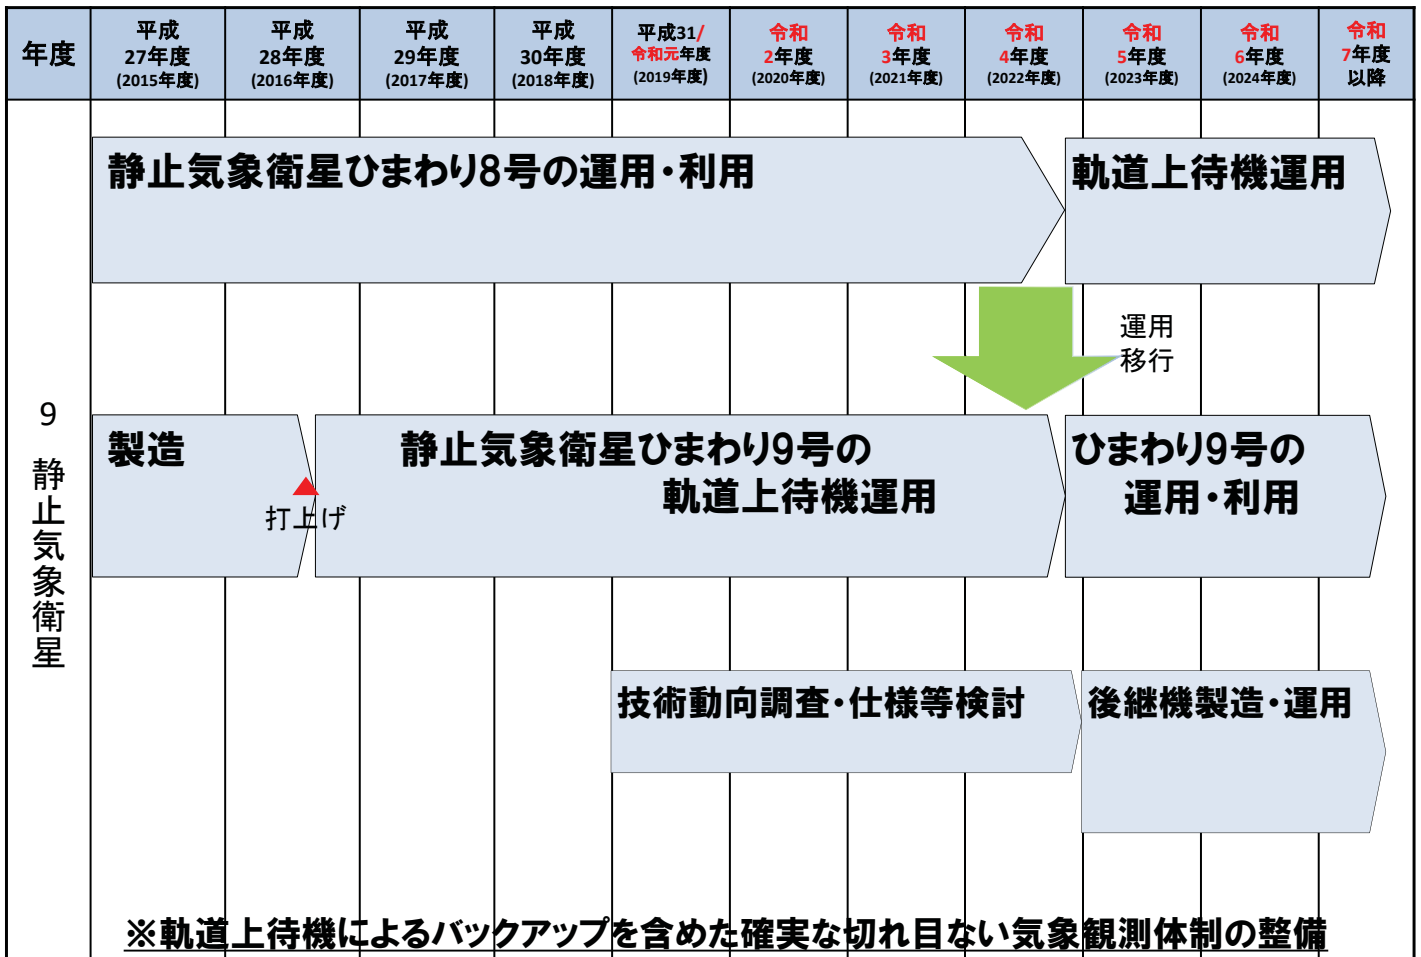 年度
平成
27年度
(2015年度)
平成
28年度
(2016年度)
平成
29年度
(2017年度)
平成
30年度
(2018年度)
平成31/
令和元年度
(2019年度)
令和
2年度
(2020年度)
令和
3年度
(2021年度)
令和
4年度
(2022年度)
令和
5年度
(2023年度)
令和
6年度
(2024年度)
令和
7年度
以降
9 静止気象衛星
静止気象衛星ひまわり8号の運用・利用
軌道上待機運用
運用
移行
製造
打上げ
静止気象衛星ひまわり9号の
軌道上待機運用
ひまわり9号の
運用・利用
技術動向調査・仕様等検討
後継機製造・運用
※軌道上待機によるバックアップを含めた確実な切れ目ない気象観測体制の整備